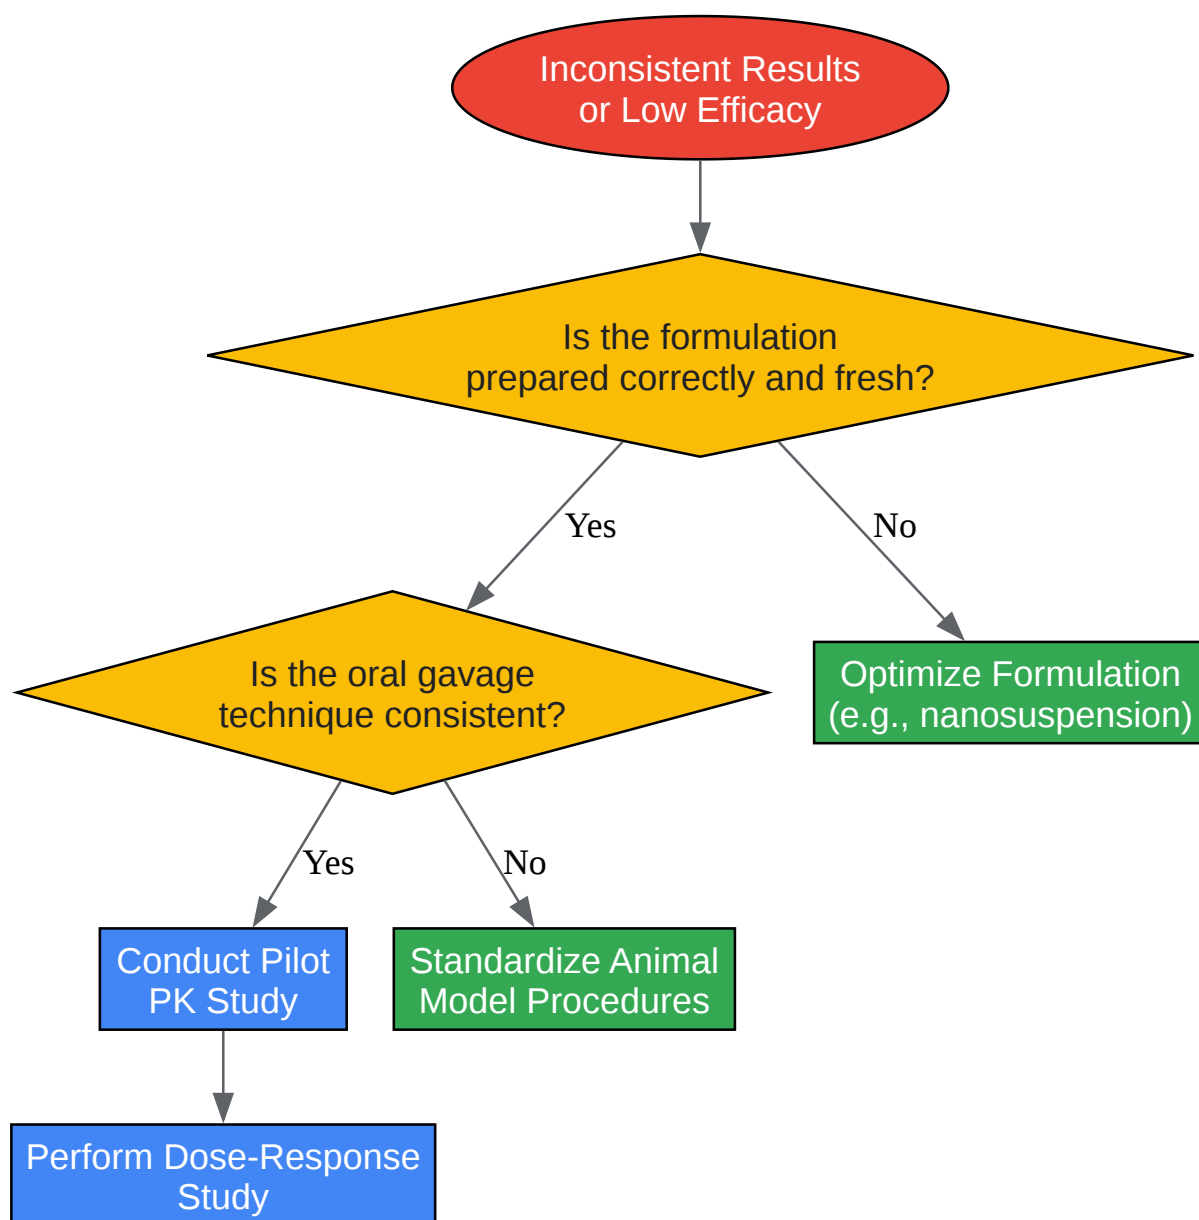 Inconsistent Results
or Low Efficacy
Is the formulation
prepared correctly and fresh?
Yes
No
Is the oral gavage
technique consistent?
Optimize Formulation
(e.g., nanosuspension)
Yes
No
Conduct Pilot
PK Study
Standardize Animal
Model Procedures
Perform Dose-Response
Study